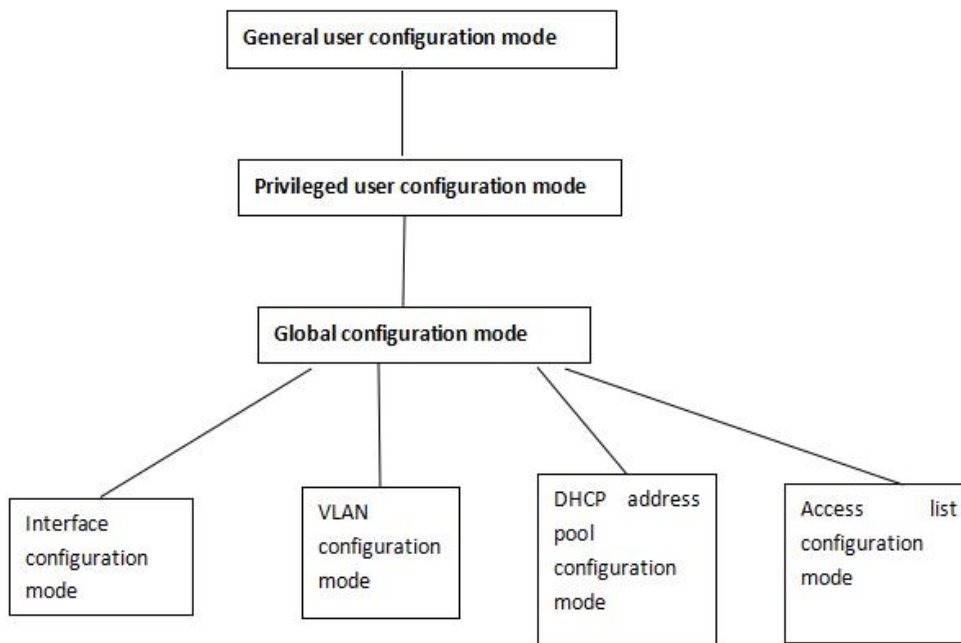 General user configuration mode
Privileged user configuration mode
Global configuration mode
Interface
configuration
mode
VLAN
configuration
mode
DHCP address
pool
configuration
mode
Access list
configuration
mode